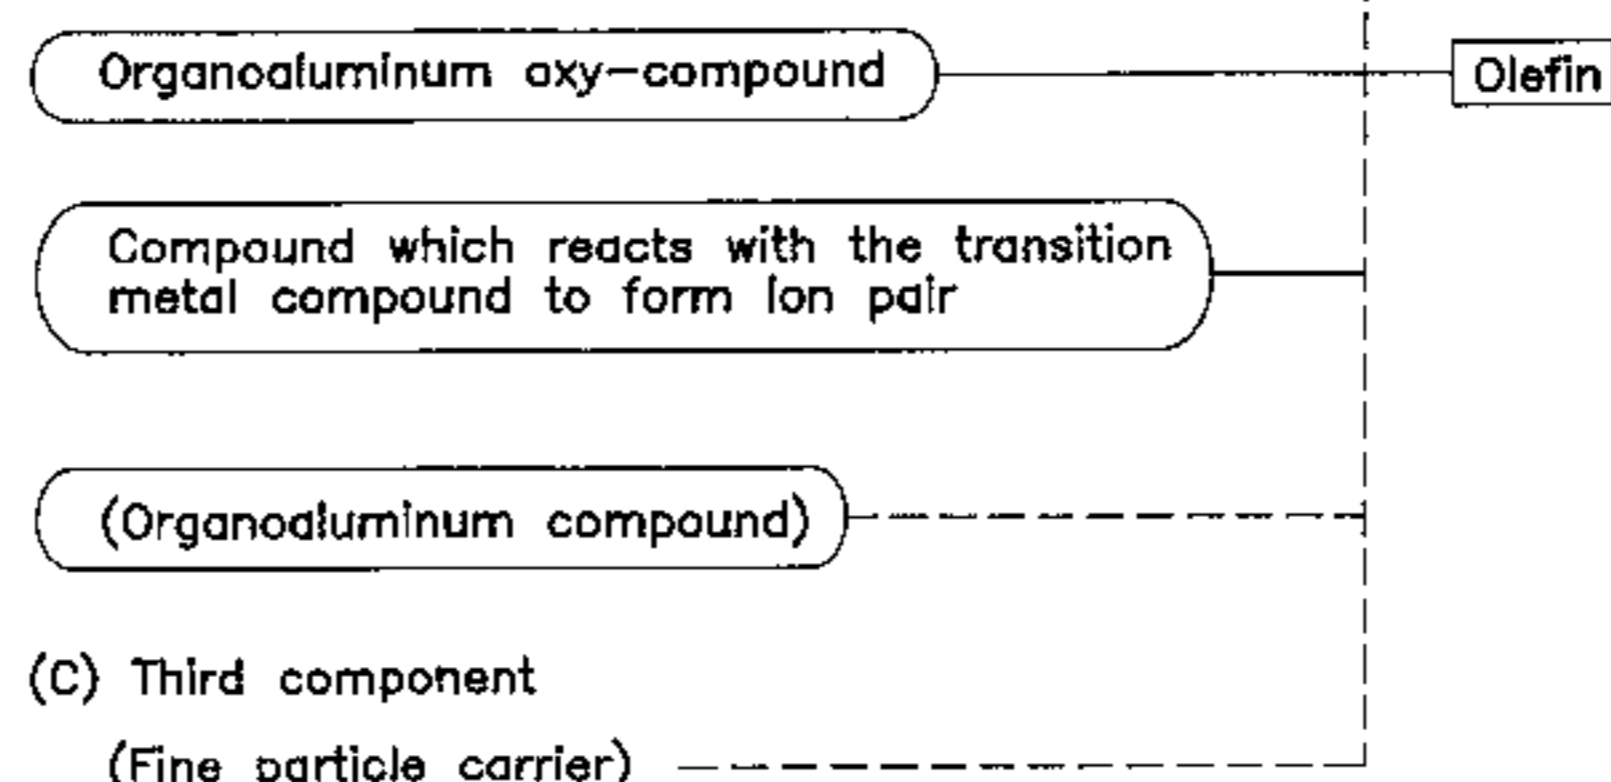 Organoaluminum oxy-compound
Olefin
Compound which reacts with the transition
metal compound to form ion pair
(Organoaluminum compound)
(C) Third component
(Fine particle carrier)